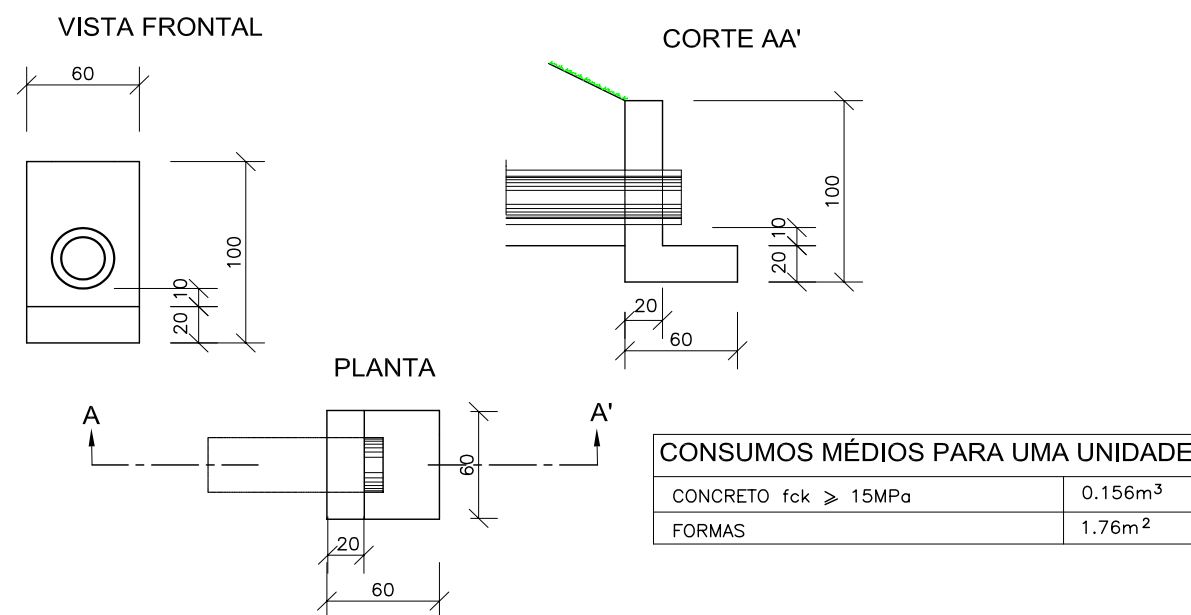 VISTA FRONTAL
60
100
10
20
CORTE AA'
100
10
20
20
60
PLANTA
A
A'
60
20
60
CONSUMOS MÉDIOS PARA UMA UNIDADE
CONCRETO fck ⩾ 15MPa 0.156m³
FORMAS 1.76m²